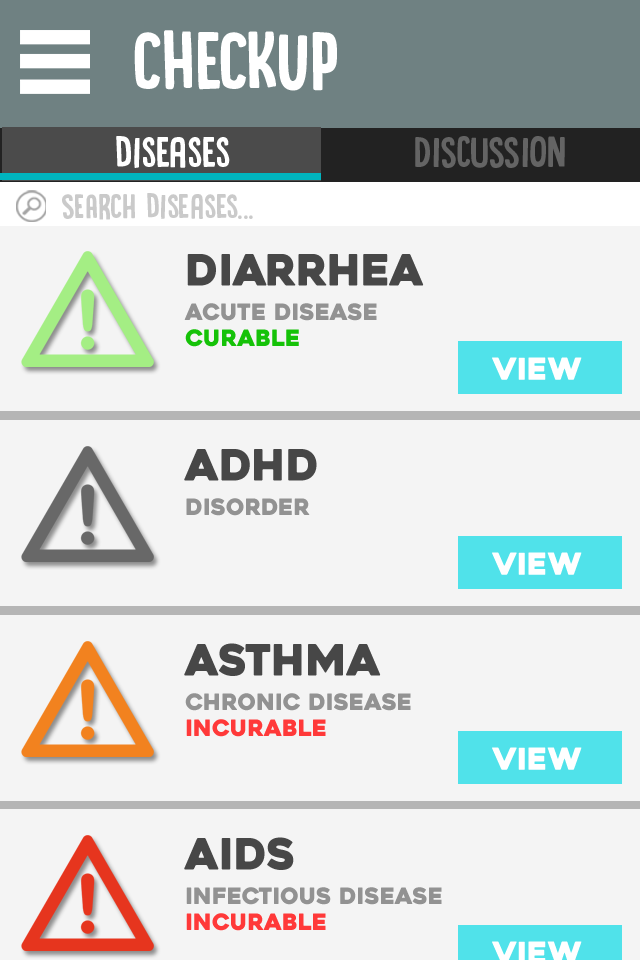 CHECKUP
DISEASES
DISCUSSION
SEARCH DISEASES...
DIARRHEA
ACUTE DISEASE
CURABLE
VIEW
ADHD
DISORDER
VIEW
ASTHMA
CHRONIC DISEASE
INCURABLE
VIEW
AIDS
INFECTIOUS DISEASE
INCURABLE
VIEW